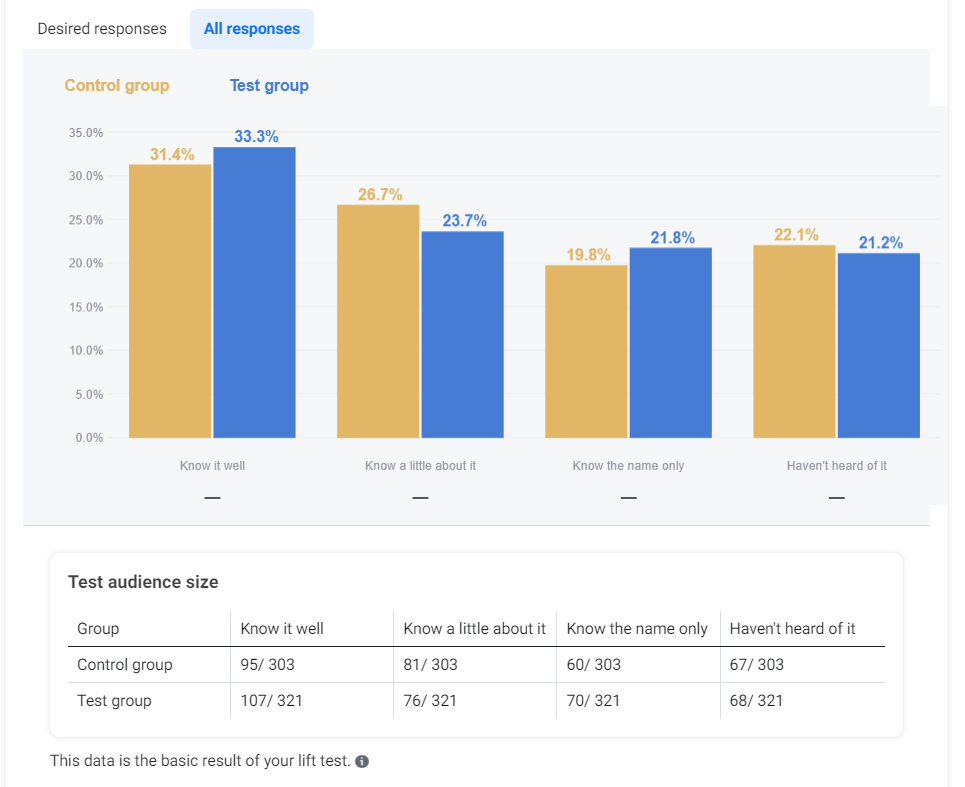 Desired responses All responses
Control group Test group
35.0%
30.0%
25.0%
20.0%
15.0%
10.0%
5.0%
0.0%
31.4% 33.3%
26.7% 23.7%
19.8% 21.8%
22.1% 21.2%
Know it well Know a little about it Know the name only Haven't heard of it
— — — —
Test audience size
Group Know it well Know a little about it Know the name only Haven't heard of it
Control group 95/ 303 81/ 303 60/ 303 67/ 303
Test group 107/ 321 76/ 321 70/ 321 68/ 321
This data is the basic result of your lift test.